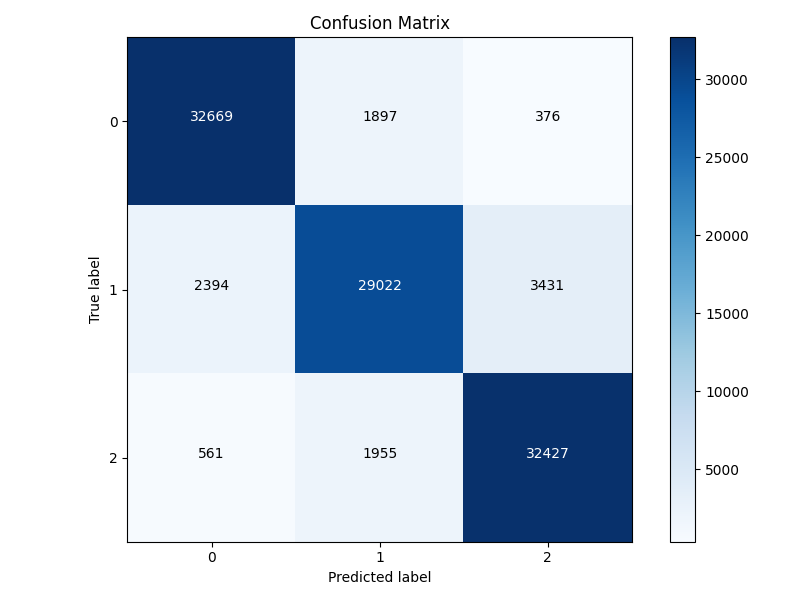 Confusion Matrix
True label
0
32669 1897 376
1
2394 29022 3431
2
561 1955 32427
0 1 2
Predicted label
30000
25000
20000
15000
10000
5000